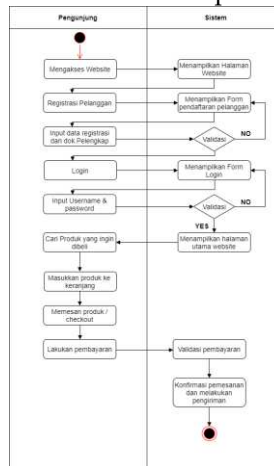 Pengunjung
Sistem
Mengakses Website
Menampilkan Halaman
Website
Registrasi Pelanggan
Menampilkan Form
pendaftaran pelanggan
Input data registrasi
dan dok Pelengkap
Validasi
NO
Login
Menampilkan Form
Login
Input Username &
password
Validasi
NO
YES
Cari Produk yang ingin
dibeli
Menampilkan halaman
utama website
Masukkan produk ke
keranjang
Memesan produk /
checkout
Lakukan pembayaran
Validasi pembayaran
Konfirmasi pemesanan
dan melakukan
pengiriman